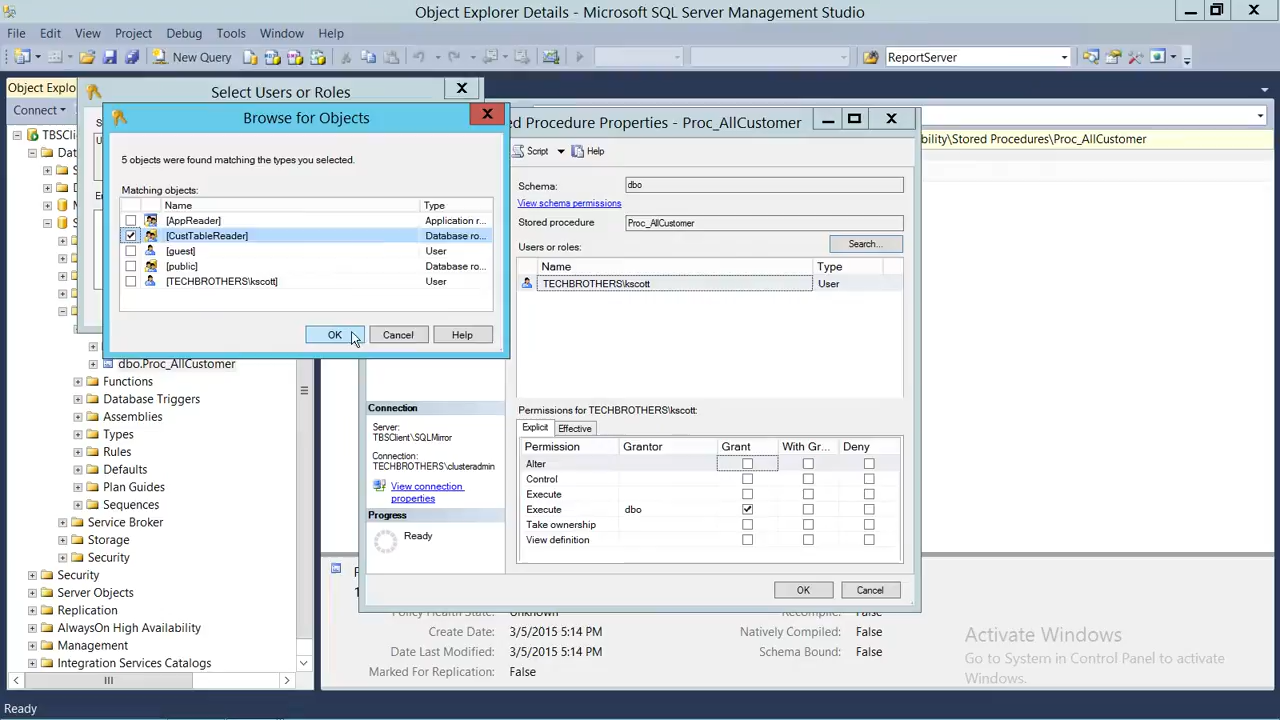 Object Explorer Details - Microsoft SQL Server Management Studio
File Edit View Project Debug Tools Window Help
New Query ReportServer
Object Explo
Connect
TBSCli
Dat
Select Users or Roles
Browse for Objects
5 objects were found matching the types you selected.
Matching objects:
Name Type
[AppReader] Application r...
[CustTableReader] Database ro...
[guest] User
[public] Database ro...
[TECHBROTHERS\kscott] User
OK Cancel Help
dbo.Proc_AllCustomer
Functions
Database Triggers
Assemblies
Types
Rules
Defaults
Plan Guides
Sequences
Service Broker
Storage
Security
Security
Server Objects
Replication
AlwaysOn High Availability
Management
Integration Services Catalogs
ed Procedure Properties - Proc_AllCustomer
Script Help
Schema: dbo
View schema permissions
Stored procedure Proc_AllCustomer
Users or roles: Search...
Name Type
TECHBROTHERS\kscott User
Permissions for TECHBROTHERS\kscott:
Explicit Effective
Permission Grantor Grant With Gr... Deny
Alter
Control
Execute
Execute dbo
Take ownership
View definition
OK Cancel
Connection
Server:
TBSClient\SQLMirror
Connection:
TECHBROTHERS\clusteradmin
View connection
properties
Progress
Ready
bility\Stored Procedures\Proc_AllCustomer
Create Date: 3/5/2015 5:14 PM Natively Compiled: False
Date Last Modified: 3/5/2015 5:14 PM Schema Bound: False
Marked For Replication: False
Activate Windows
Go to System in Control Panel to activate
Windows.
Ready